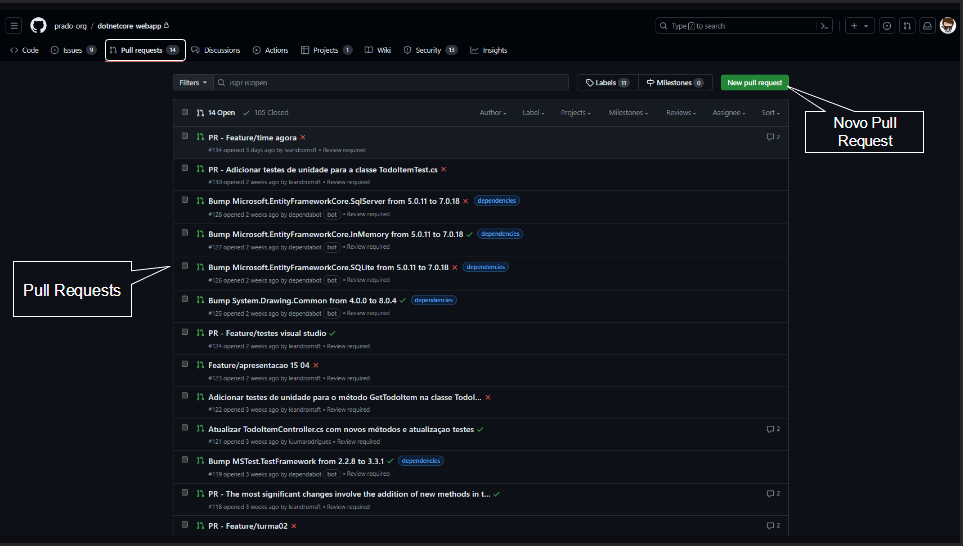 prado-org / dotnetcore-webapp
Type / to search
Code
Issues 9
Pull requests 14
Discussions
Actions
Projects 1
Wiki
Security 13
Insights
Filters
is:pr is:open
Labels 11
Milestones 0
New pull request
14 Open
105 Closed
Author
Label
Projects
Milestones
Reviews
Assignee
Sort
PR - Feature/time agora
2
#134 opened 3 days ago by leandromsft • Review required
PR - Adicionar testes de unidade para a classe TodoItemTest.cs
#130 opened 2 weeks ago by leandromsft • Review required
Bump Microsoft.EntityFrameworkCore.SqlServer from 5.0.11 to 7.0.18 dependencies
#128 opened 2 weeks ago by dependabot bot • Review required
Bump Microsoft.EntityFrameworkCore.InMemory from 5.0.11 to 7.0.18 dependencies
#127 opened 2 weeks ago by dependabot bot • Review required
Bump Microsoft.EntityFrameworkCore.SQLite from 5.0.11 to 7.0.18 dependencies
#126 opened 2 weeks ago by dependabot bot • Review required
Bump System.Drawing.Common from 4.0.0 to 8.0.4 dependencies
#125 opened 2 weeks ago by dependabot bot • Review required
PR - Feature/testes visual studio
#124 opened 2 weeks ago by leandromsft • Review required
Feature/apresentacao 15 04
#123 opened 2 weeks ago by leandromsft • Review required
Adicionar testes de unidade para o método GetTodoItem na classe TodoI...
#122 opened 3 weeks ago by leandromsft • Review required
Atualizar TodoItemController.cs com novos métodos e atualizaçao testes
2
#121 opened 3 weeks ago by luumarodrigues • Review required
Bump MSTest.TestFramework from 2.2.8 to 3.3.1 dependencies
#119 opened 3 weeks ago by dependabot bot • Review required
PR - The most significant changes involve the addition of new methods in t...
2
#118 opened 3 weeks ago by leandromsft • Review required
PR - Feature/turma02
2
Novo Pull
Request
Pull Requests